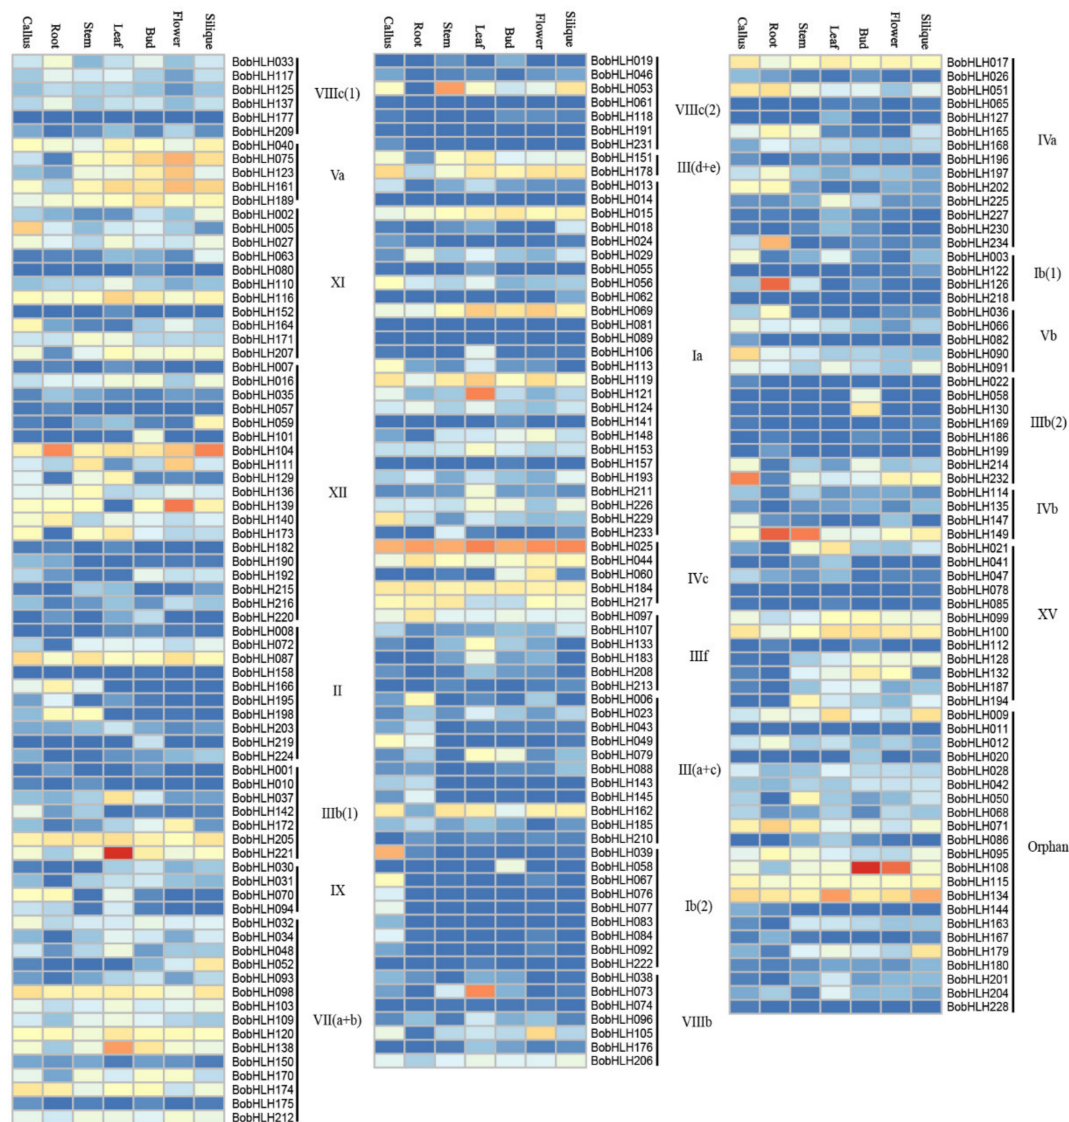 Callus Root Stem Leaf Bud Flower Silique
BobHLH033
BobHLH117
BobHLH125
BobHLH137
BobHLH177
BobHLH209
VIIIc(1)
BobHLH040
BobHLH075
BobHLH123
BobHLH161
BobHLH189
Va
BobHLH002
BobHLH005
BobHLH027
BobHLH063
BobHLH080
BobHLH110
BobHLH116
BobHLH152
BobHLH164
BobHLH171
BobHLH207
XI
BobHLH007
BobHLH016
BobHLH035
BobHLH057
BobHLH059
BobHLH101
BobHLH104
BobHLH111
BobHLH129
BobHLH136
BobHLH139
BobHLH140
BobHLH173
BobHLH182
BobHLH190
BobHLH192
BobHLH215
BobHLH216
BobHLH220
XII
BobHLH008
BobHLH072
BobHLH087
BobHLH158
BobHLH166
BobHLH195
BobHLH198
BobHLH203
BobHLH219
BobHLH224
II
BobHLH001
BobHLH010
BobHLH037
BobHLH142
BobHLH172
BobHLH205
BobHLH221
IIIb(1)
BobHLH030
BobHLH031
BobHLH070
BobHLH094
IX
BobHLH032
BobHLH034
BobHLH048
BobHLH052
BobHLH093
BobHLH098
BobHLH103
BobHLH109
BobHLH120
BobHLH138
BobHLH150
BobHLH170
BobHLH174
BobHLH175
BobHLH212
VII(a+b)
Callus Root Stem Leaf Bud Flower Silique
BobHLH019
BobHLH046
BobHLH053
BobHLH061
BobHLH118
BobHLH191
BobHLH231
VIIIc(2)
BobHLH151
BobHLH178
III(d+e)
BobHLH013
BobHLH014
BobHLH015
BobHLH018
BobHLH024
BobHLH029
BobHLH055
BobHLH056
BobHLH062
BobHLH069
BobHLH081
BobHLH089
BobHLH106
BobHLH113
BobHLH119
BobHLH121
BobHLH124
BobHLH141
BobHLH148
BobHLH153
BobHLH157
BobHLH193
BobHLH211
BobHLH226
BobHLH229
BobHLH233
Ia
BobHLH025
BobHLH044
BobHLH060
BobHLH184
BobHLH217
IVc
BobHLH097
BobHLH107
BobHLH133
BobHLH183
BobHLH208
BobHLH213
IIIf
BobHLH006
BobHLH023
BobHLH043
BobHLH049
BobHLH079
BobHLH088
BobHLH143
BobHLH145
BobHLH162
BobHLH185
BobHLH210
III(a+c)
BobHLH039
BobHLH058
BobHLH067
BobHLH076
BobHLH077
BobHLH083
BobHLH084
BobHLH092
BobHLH222
Ib(2)
BobHLH038
BobHLH073
BobHLH074
BobHLH096
BobHLH105
BobHLH176
BobHLH206
VIIIb
Callus Root Stem Leaf Bud Flower Silique
BobHLH017
BobHLH026
BobHLH051
BobHLH065
BobHLH127
BobHLH165
BobHLH168
BobHLH196
BobHLH197
BobHLH202
BobHLH225
BobHLH227
BobHLH230
BobHLH234
IVa
BobHLH003
BobHLH122
BobHLH126
BobHLH218
Ib(1)
BobHLH036
BobHLH066
BobHLH082
BobHLH090
BobHLH091
Vb
BobHLH022
BobHLH058
BobHLH130
BobHLH169
BobHLH186
BobHLH199
BobHLH214
BobHLH232
IIIb(2)
BobHLH114
BobHLH135
BobHLH147
BobHLH149
IVb
BobHLH021
BobHLH041
BobHLH047
BobHLH078
BobHLH085
BobHLH099
BobHLH100
BobHLH112
BobHLH128
BobHLH132
BobHLH187
BobHLH194
XV
BobHLH009
BobHLH011
BobHLH012
BobHLH020
BobHLH028
BobHLH042
BobHLH050
BobHLH068
BobHLH071
BobHLH086
BobHLH095
BobHLH108
BobHLH115
BobHLH134
BobHLH144
BobHLH163
BobHLH167
BobHLH179
BobHLH180
BobHLH201
BobHLH204
BobHLH228
Orphan